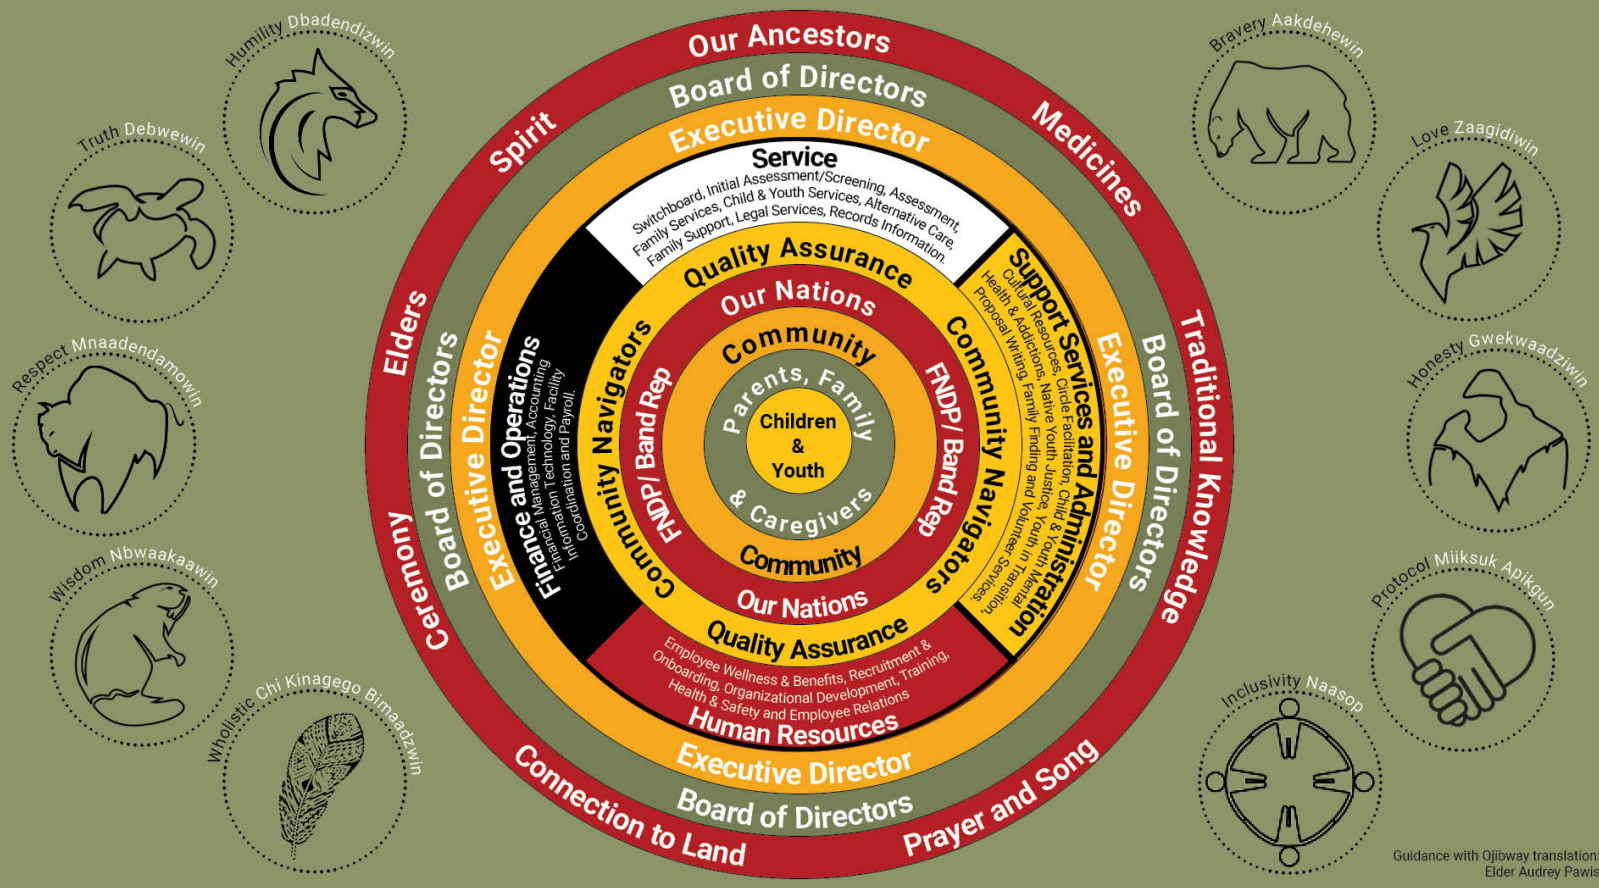 Humility Dbadendizwin
Truth Debwewin
Respect Mnaadendamowin
Wisdom Nbwaakaawin
Wholistic Chi Kinagego Bimaadzwin
Our Ancestors
Medicines
Traditional Knowledge
Prayer and Song
Connection to Land
Ceremony
Elders
Spirit
Board of Directors
Board of Directors
Board of Directors
Board of Directors
Executive Director
Executive Director
Executive Director
Executive Director
Service
Switchboard, Initial Assessment/Screening, Assessment,
Family Services, Child & Youth Services, Alternative Care,
Family Support, Legal Services, Records Information.
Support Services and Administration
Cultural Resources, Circle Facilitation, Child & Youth Mental
Health & Addictions, Native Youth Justice, Youth in Transition,
Proposal Writing, Family Finding and Volunteer Services.
Employee Wellness & Benefits, Recruitment &
Onboarding, Organizational Development, Training,
Health & Safety and Employee Relations
Human Resources
Finance and Operations
Financial Management, Accounting
Information Technology, Facility
Information and Payroll.
Coordination and Payroll.
Quality Assurance
Community Navigators
Quality Assurance
Community Navigators
Our Nations
FNDP/ Band Rep
Our Nations
FNDP/ Band Rep
Community
Community
Parents, Family
& Caregivers
Children
&
Youth
Bravery Aakdehewin
Love Zaagidiwin
Honesty Gwekwaadziwin
Protocol Miiksuk Apikgun
Inclusivity Naasop
Guidance with Ojibway translation:
Elder Audrey Pawis